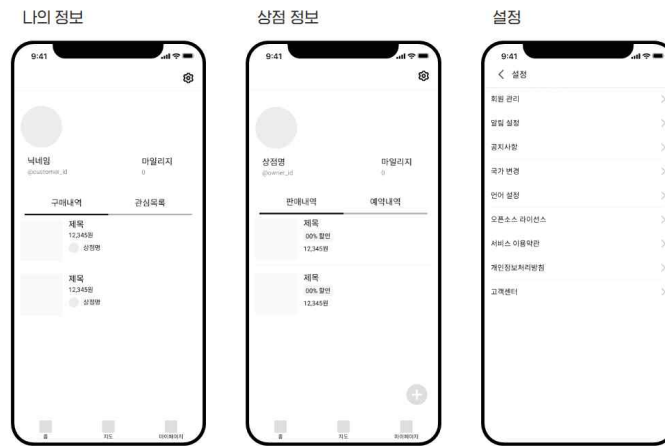 나의 정보
9:41
닉네임
@customer_id
마일리지
0
구매내역
관심목록
제목
12,345원
상점명
제목
12,345원
상점명
홈
지도
마이페이지
상점 정보
9:41
상점명
@owner_id
마일리지
0
판매내역
예약내역
제목
00% 할인
12,345원
제목
00% 할인
12,345원
홈
지도
마이페이지
설정
9:41
설정
회원 관리
알림 설정
공지사항
국가 변경
언어 설정
오픈소스 라이선스
서비스 이용약관
개인정보처리방침
고객센터